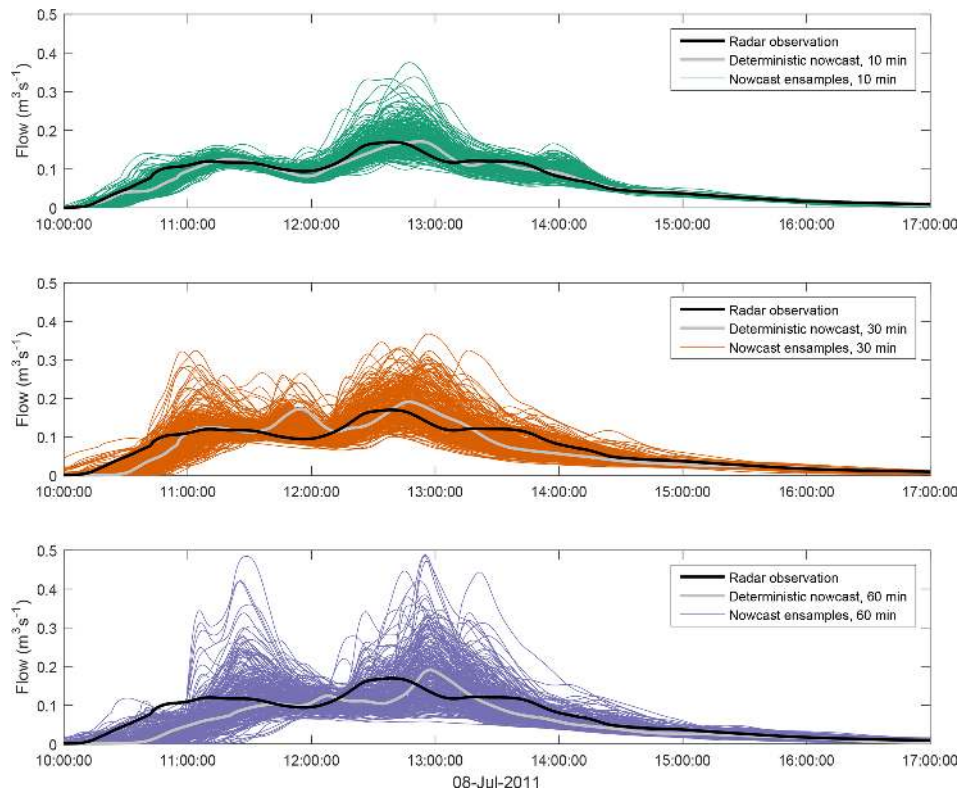 0.5
0.4
0.3
0.2
0.1
0
Flow (m³s⁻¹)
Radar observation
Deterministic nowcast, 10 min
Nowcast ensamples, 10 min
10:00:00 11:00:00 12:00:00 13:00:00 14:00:00 15:00:00 16:00:00 17:00:00
0.5
0.4
0.3
0.2
0.1
0
Flow (m³s⁻¹)
Radar observation
Deterministic nowcast, 30 min
Nowcast ensamples, 30 min
10:00:00 11:00:00 12:00:00 13:00:00 14:00:00 15:00:00 16:00:00 17:00:00
0.5
0.4
0.3
0.2
0.1
0
Flow (m³s⁻¹)
Radar observation
Deterministic nowcast, 60 min
Nowcast ensamples, 60 min
10:00:00 11:00:00 12:00:00 13:00:00 14:00:00 15:00:00 16:00:00 17:00:00
08-Jul-2011